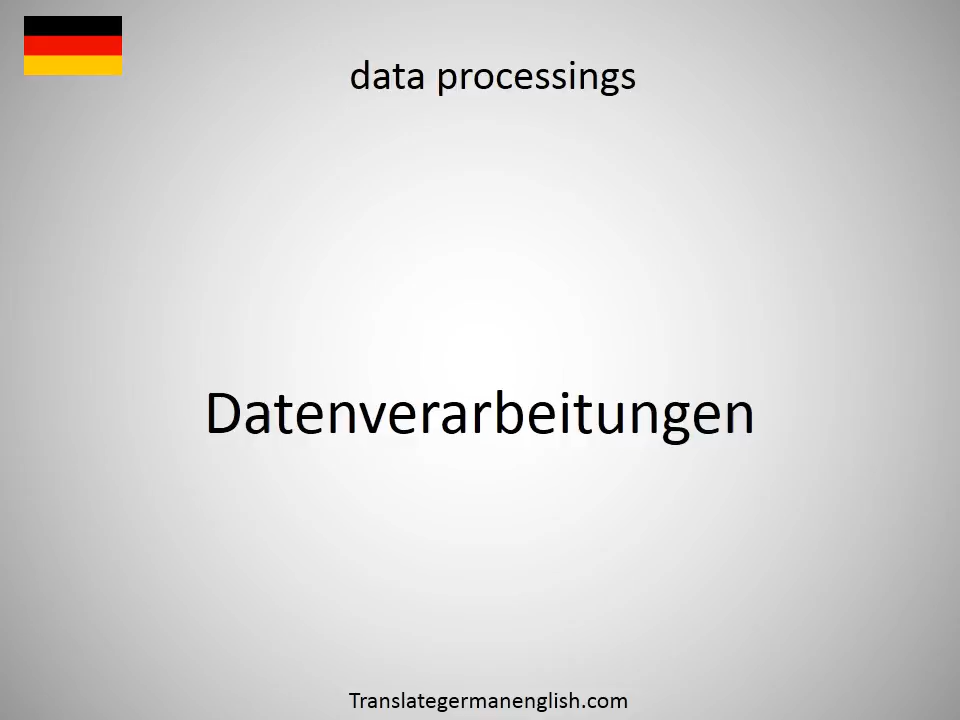 data processings
Datenverarbeitungen
Translategermanenglish.com